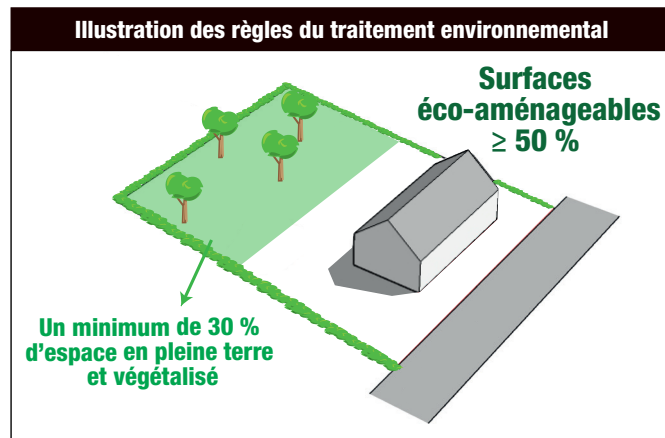 Illustration des règles du traitement environnemental
Surfaces
éco-aménageables
≥ 50 %
Un minimum de 30 %
d’espace en pleine terre
et végétalisé